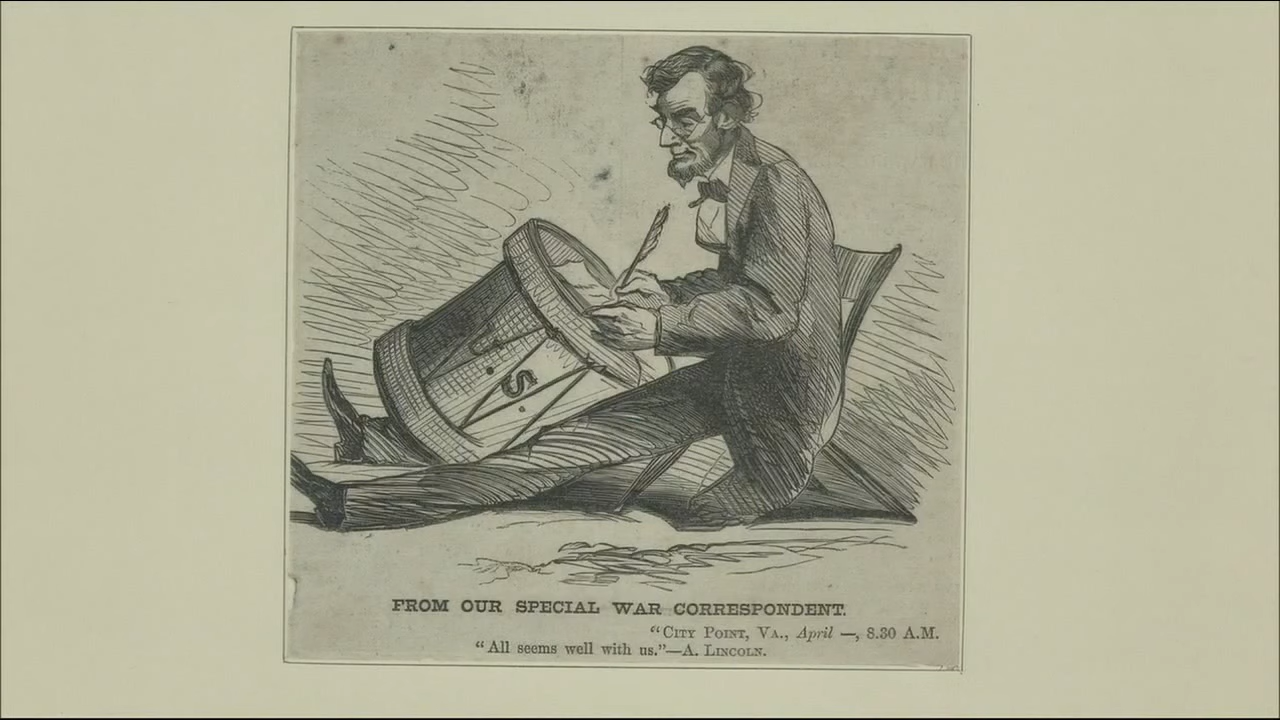 U.S.
FROM OUR SPECIAL WAR CORRESPONDENT.
"CITY POINT, VA., April —, 8.30 A.M.
"All seems well with us."—A. LINCOLN.